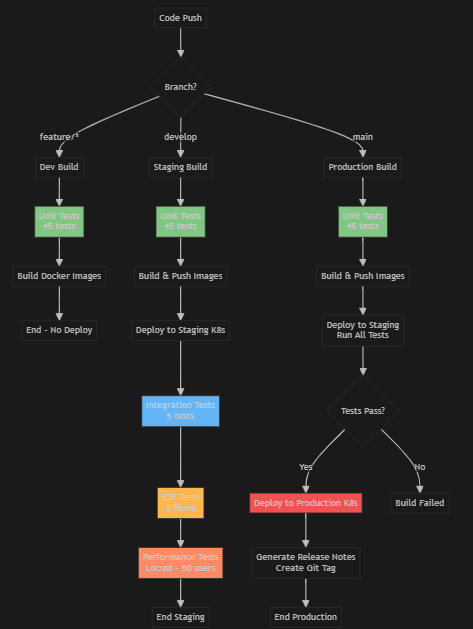 Code Push
Branch?
feature/*
develop
main
Dev Build
Staging Build
Production Build
Unit Tests
45 tests
Unit Tests
45 tests
Unit Tests
45 tests
Build Docker Images
Build & Push Images
Build & Push Images
End - No Deploy
Deploy to Staging K8s
Deploy to Staging
Run All Tests
Integration Tests
5 tests
Tests Pass?
Yes
No
E2E Tests
flows
Deploy to Production K8s
Build Failed
Performance Tests
Locust - 50 users
Generate Release Notes
Create Git Tag
End Staging
End Production